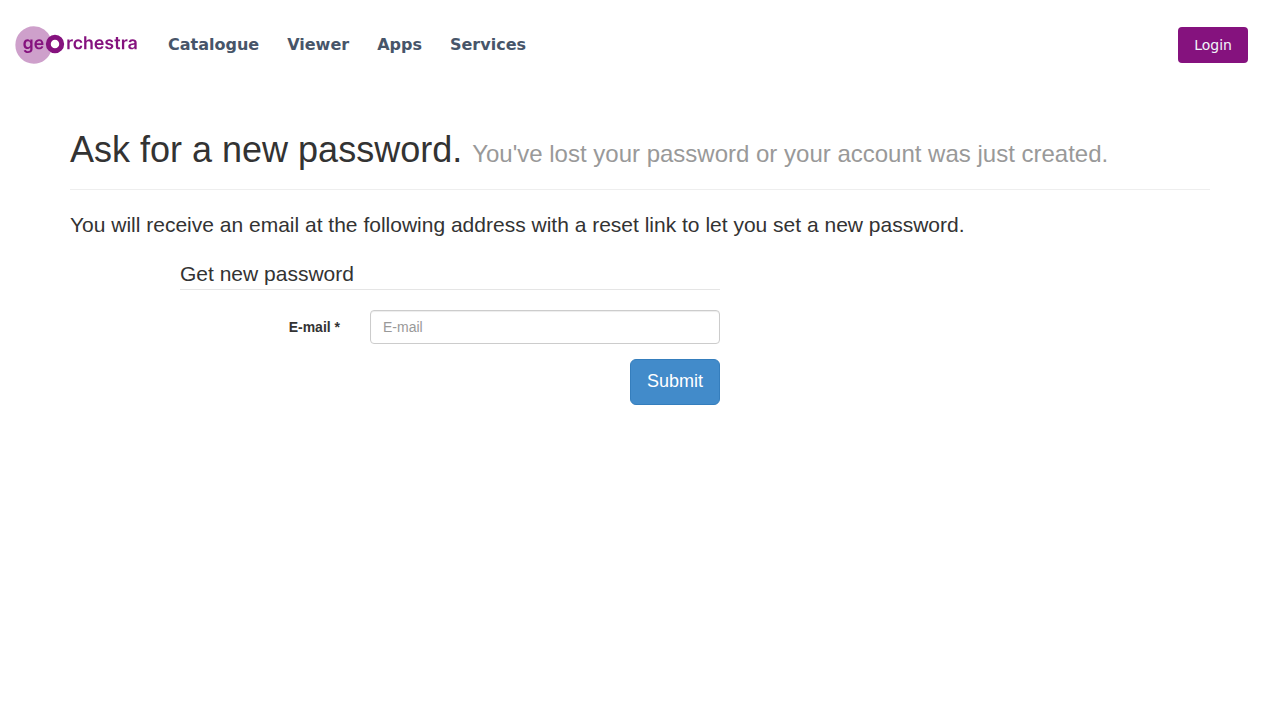 geOrchestra Catalogue Viewer Apps Services Login
Ask for a new password. You've lost your password or your account was just created.
You will receive an email at the following address with a reset link to let you set a new password.
Get new password
E-mail * E-mail
Submit